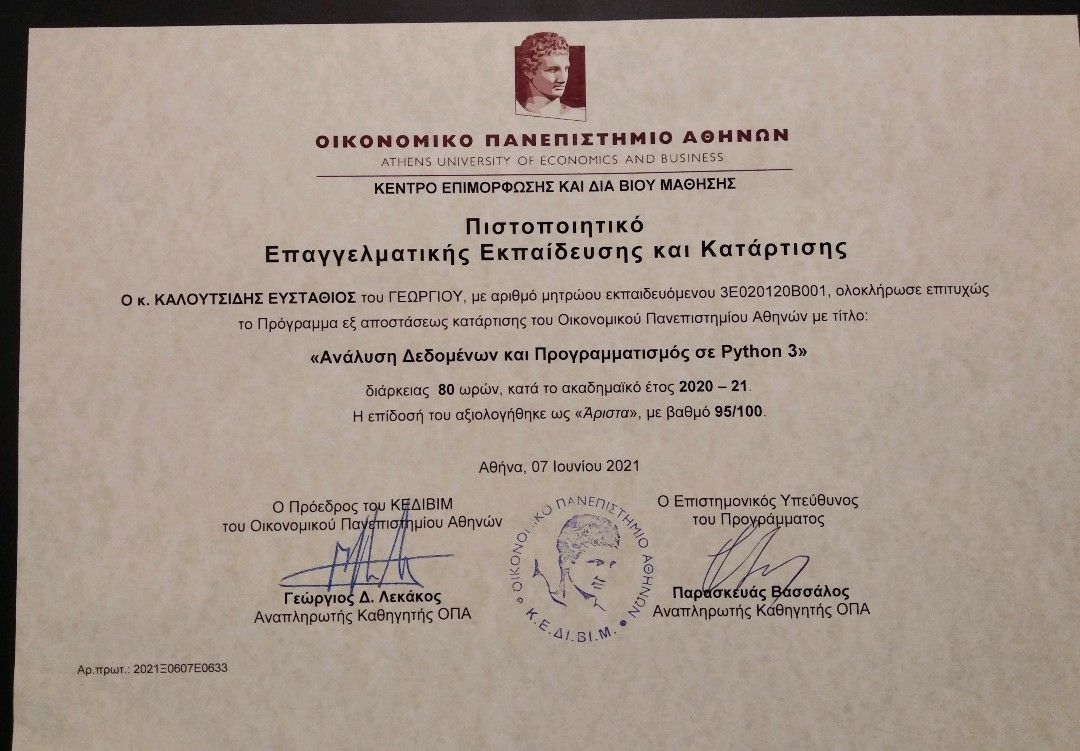 ΟΙΚΟΝΟΜΙΚΟ ΠΑΝΕΠΙΣΤΗΜΙΟ ΑΘΗΝΩΝ
ATHENS UNIVERSITY OF ECONOMICS AND BUSINESS
ΚΕΝΤΡΟ ΕΠΙΜΟΡΦΩΣΗΣ ΚΑΙ ΔΙΑ ΒΙΟΥ ΜΑΘΗΣΗΣ
Πιστοποιητικό
Επαγγελματικής Εκπαίδευσης και Κατάρτισης
Ο κ. ΚΑΛΟΥΤΣΙΔΗΣ ΕΥΣΤΑΘΙΟΣ του ΓΕΩΡΓΙΟΥ, με αριθμό μητρώου εκπαιδευόμενου 3Ε020120Β001, ολοκλήρωσε επιτυχώς
το Πρόγραμμα εξ αποστάσεως κατάρτισης του Οικονομικού Πανεπιστημίου Αθηνών με τίτλο:
«Ανάλυση Δεδομένων και Προγραμματισμός σε Python 3»
διάρκειας 80 ωρών, κατά το ακαδημαϊκό έτος 2020 – 21.
Η επίδοσή του αξιολογήθηκε ως «Άριστα», με βαθμό 95/100.
Αθήνα, 07 Ιουνίου 2021
Ο Πρόεδρος του ΚΕΔΙΒΙΜ
του Οικονομικού Πανεπιστημίου Αθηνών
Γεώργιος Δ. Λεκάκος
Αναπληρωτής Καθηγητής ΟΠΑ
ΟΙΚΟΝΟΜΙΚΟ ΠΑΝΕΠΙΣΤΗΜΙΟ ΑΘΗΝΩΝ
Κ.Ε.ΔΙ.ΒΙ.Μ.
Ο Επιστημονικός Υπεύθυνος
του Προγράμματος
Παρασκευάς Βασσάλος
Αναπληρωτής Καθηγητής ΟΠΑ
Αρ.πρωτ.: 2021Ξ0607Ε0633